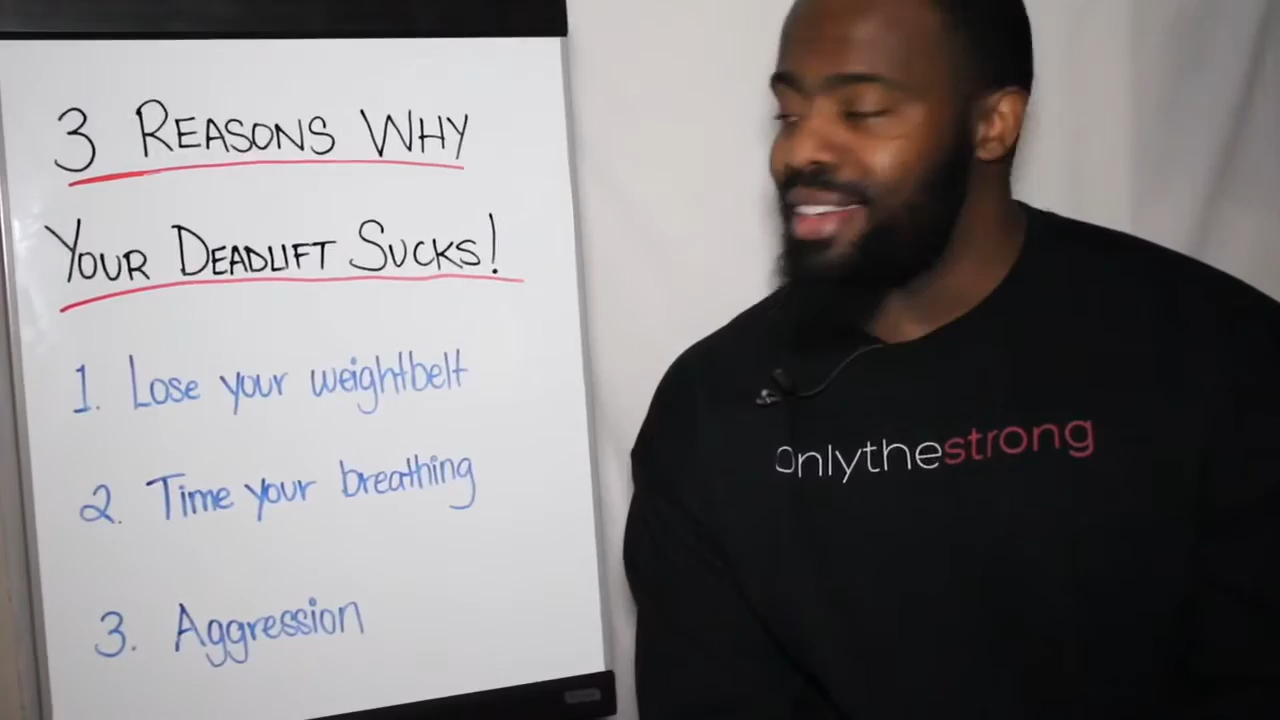 3 REASONS WHY
YOUR DEADLIFT SUCKS!
1. Lose your weightbelt
2. Time your breathing
3. Aggression
Onlythestrong